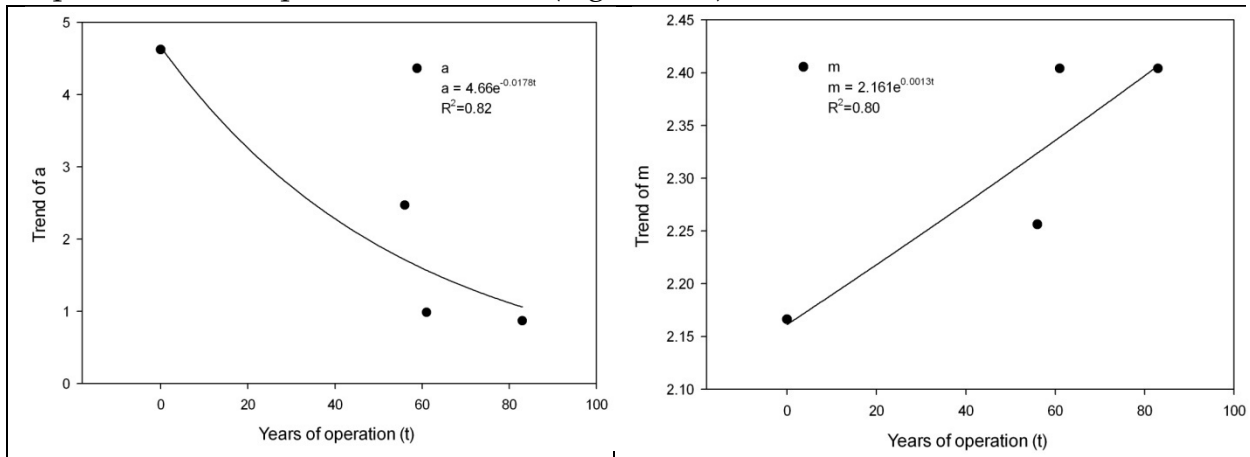 5
4
3
2
1
0
Trend of a
a
a = 4.66e^-0.0178t
R²=0.82
0 20 40 60 80 100
Years of operation (t)
2.45
2.40
2.35
2.30
2.25
2.20
2.15
2.10
Trend of m
m
m = 2.161e^0.0013t
R²=0.80
0 20 40 60 80 100
Years of operation (t)